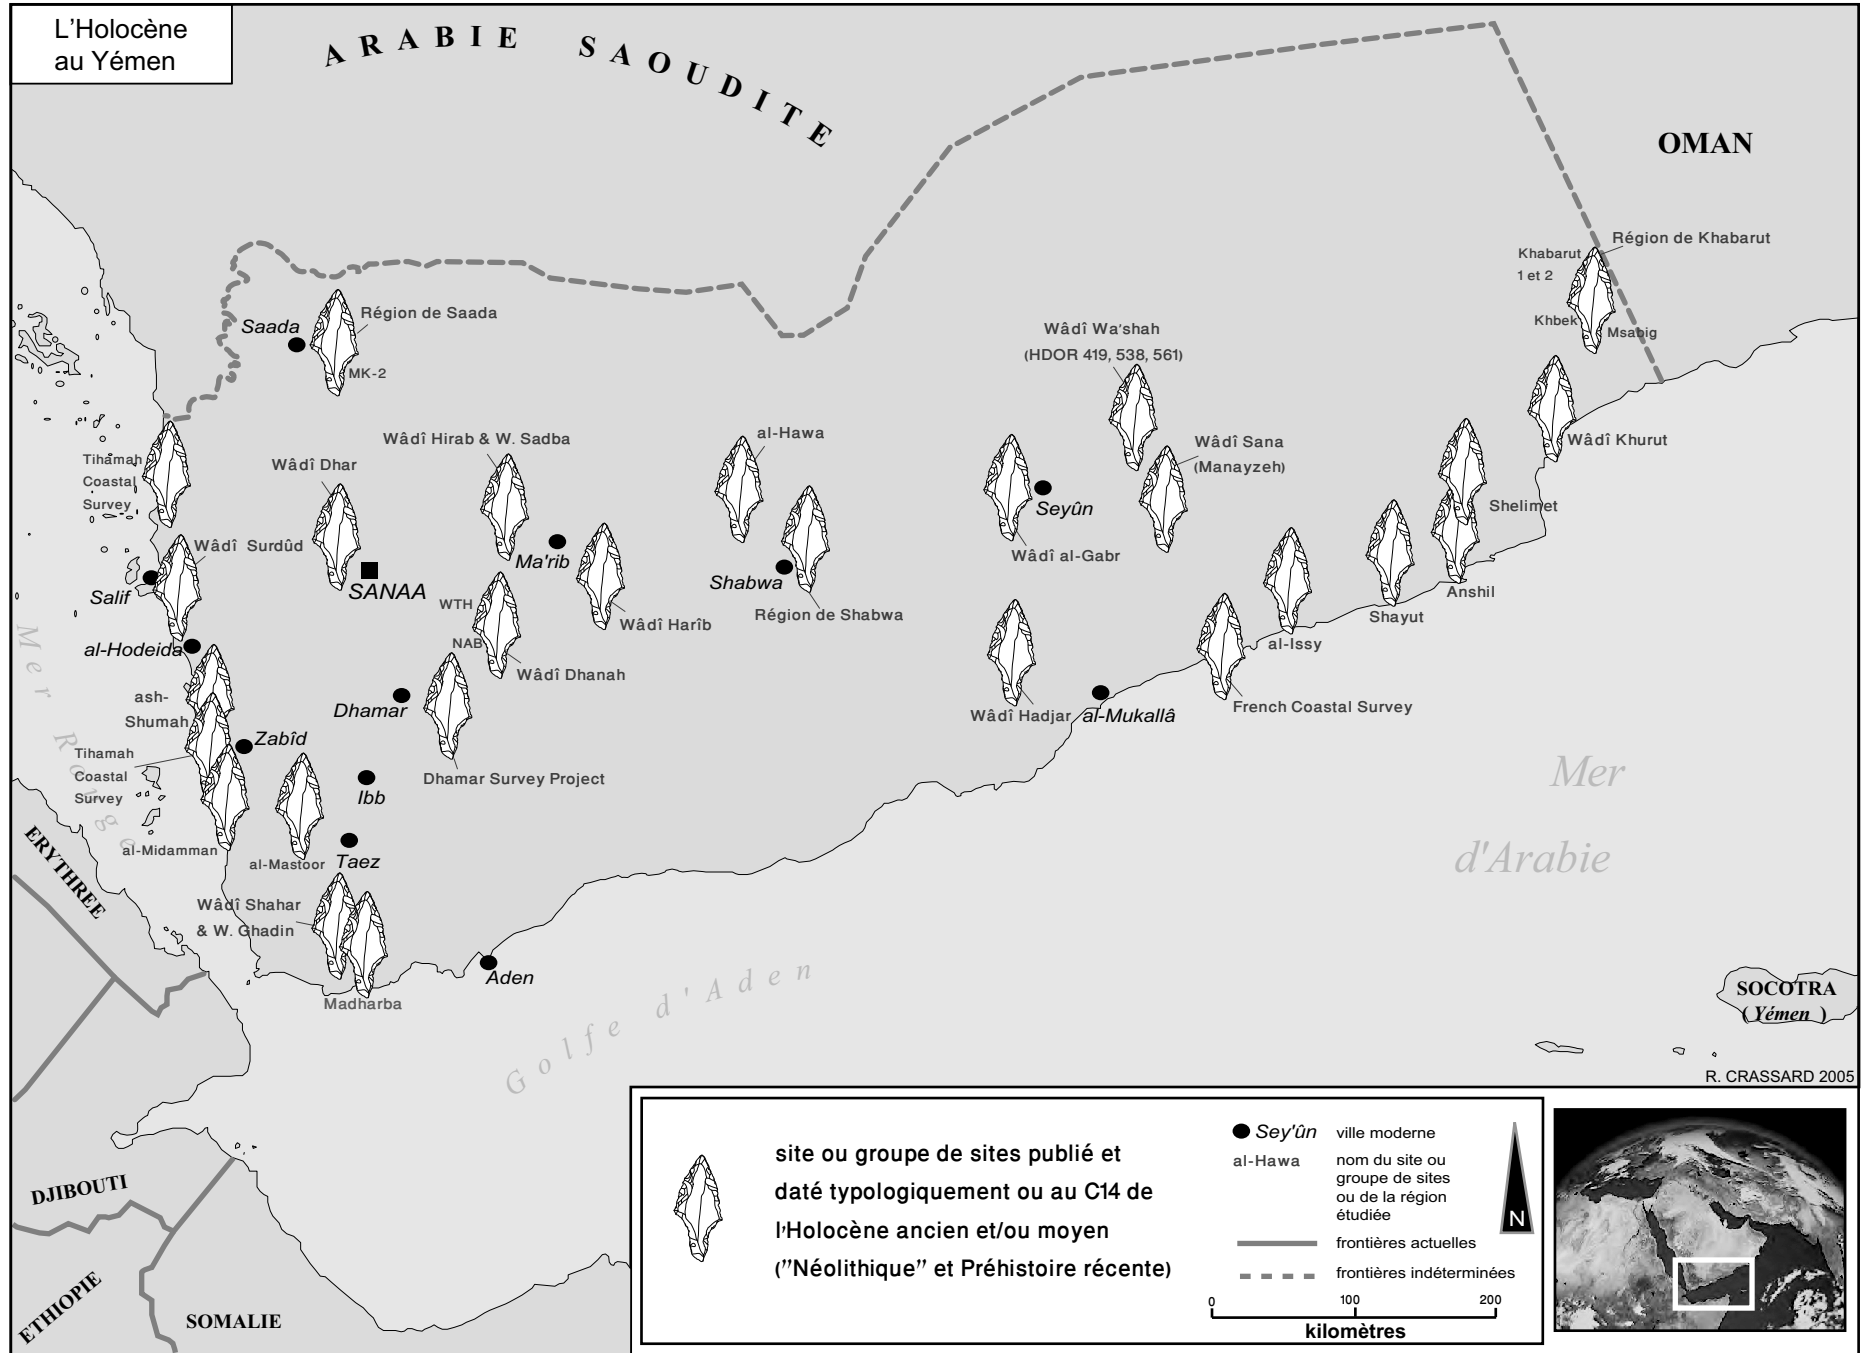 L'Holocène
au Yémen
ARABIE SAOUDITE
OMAN
Région de Khabarut
Khabarut
1 et 2
Khbek
Msabig
Saada
Région de Saada
MK-2
Wâdî Wa'shah
(HDOR 419, 538, 561)
Wâdî Khurut
Tihamah
Coastal
Survey
Wâdî Dhar
Wâdî Hirab & W. Sadba
al-Hawa
Wâdî Sana
(Manayzeh)
Seyûn
Wâdî al-Gabr
Shelimet
Wâdî Surdûd
Salif
SANAA
Ma'rib
Shabwa
Région de Shabwa
Anshil
Shayut
al-Issy
WTH
NAB
Wâdî Harîb
Wâdî Dhanah
al-Hodeida
Mer Rouge
ash-
Shumah
Dhamar
Wâdî Hadjar
al-Mukallâ
French Coastal Survey
Zabîd
Tihamah
Coastal
Survey
Ibb
Dhamar Survey Project
Mer
d'Arabie
al-Midamman
al-Mastoor
Taez
ERYTHREE
Wâdî Shahar
& W. Ghadin
Madharba
Aden
Golfe d'Aden
SOCOTRA
( Yémen )
R. CRASSARD 2005
DJIBOUTI
ETHIOPIE
SOMALIE
site ou groupe de sites publié et
daté typologiquement ou au C14 de
l'Holocène ancien et/ou moyen
("Néolithique" et Préhistoire récente)
Sey'ûn ville moderne
al-Hawa nom du site ou
groupe de sites
ou de la région
étudiée
frontières actuelles
frontières indéterminées
0 100 200
kilomètres
N